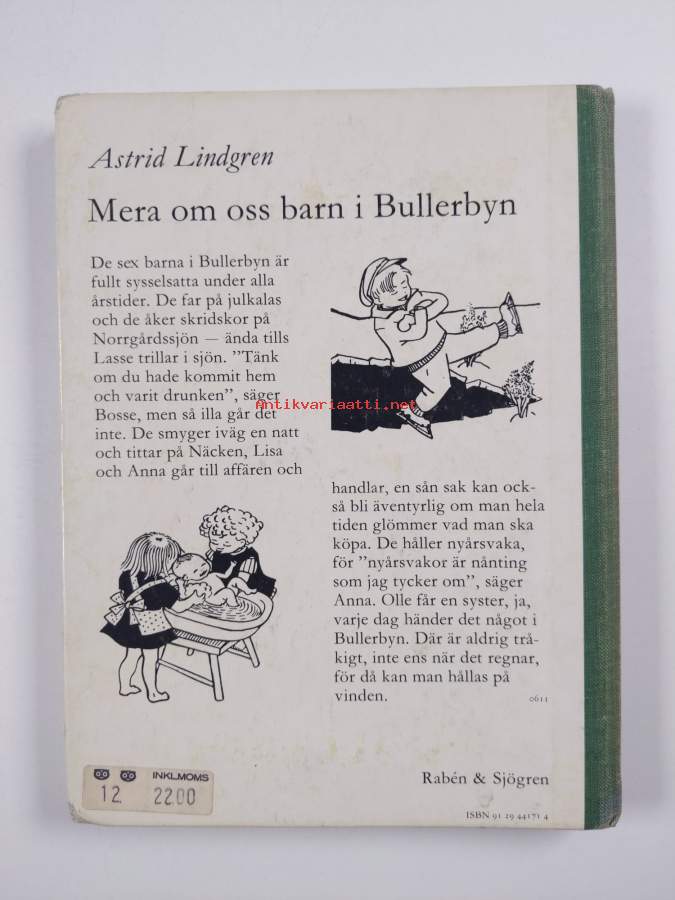 Astrid Lindgren
Mera om oss barn i Bullerbyn
De sex barna i Bullerbyn är
fullt sysselsatta under alla
årstider. De far på julkalas
och de åker skridskor på
Norrgårdssjön — ända tills
Lasse trillar i sjön. ”Tänk
om du hade kommit hem
och varit drunken”, säger
Bosse, men så illa går det
inte. De smyger iväg en natt
och tittar på Näcken, Lisa
och Anna går till affären och
handlar, en sån sak kan ock-
så bli äventyrlig om man hela
tiden glömmer vad man ska
köpa. De håller nyårsvaka,
för ”nyårsvakor är nånting
som jag tycker om”, säger
Anna. Olle får en syster, ja,
varje dag händer det något i
Bullerbyn. Där är aldrig trå-
kigt, inte ens när det regnar,
för då kan man hållas på
vinden.
0611
Antikvariaatti.net
INKLMOMS
12 2200
Rabén & Sjögren
ISBN 91 29 44171 4